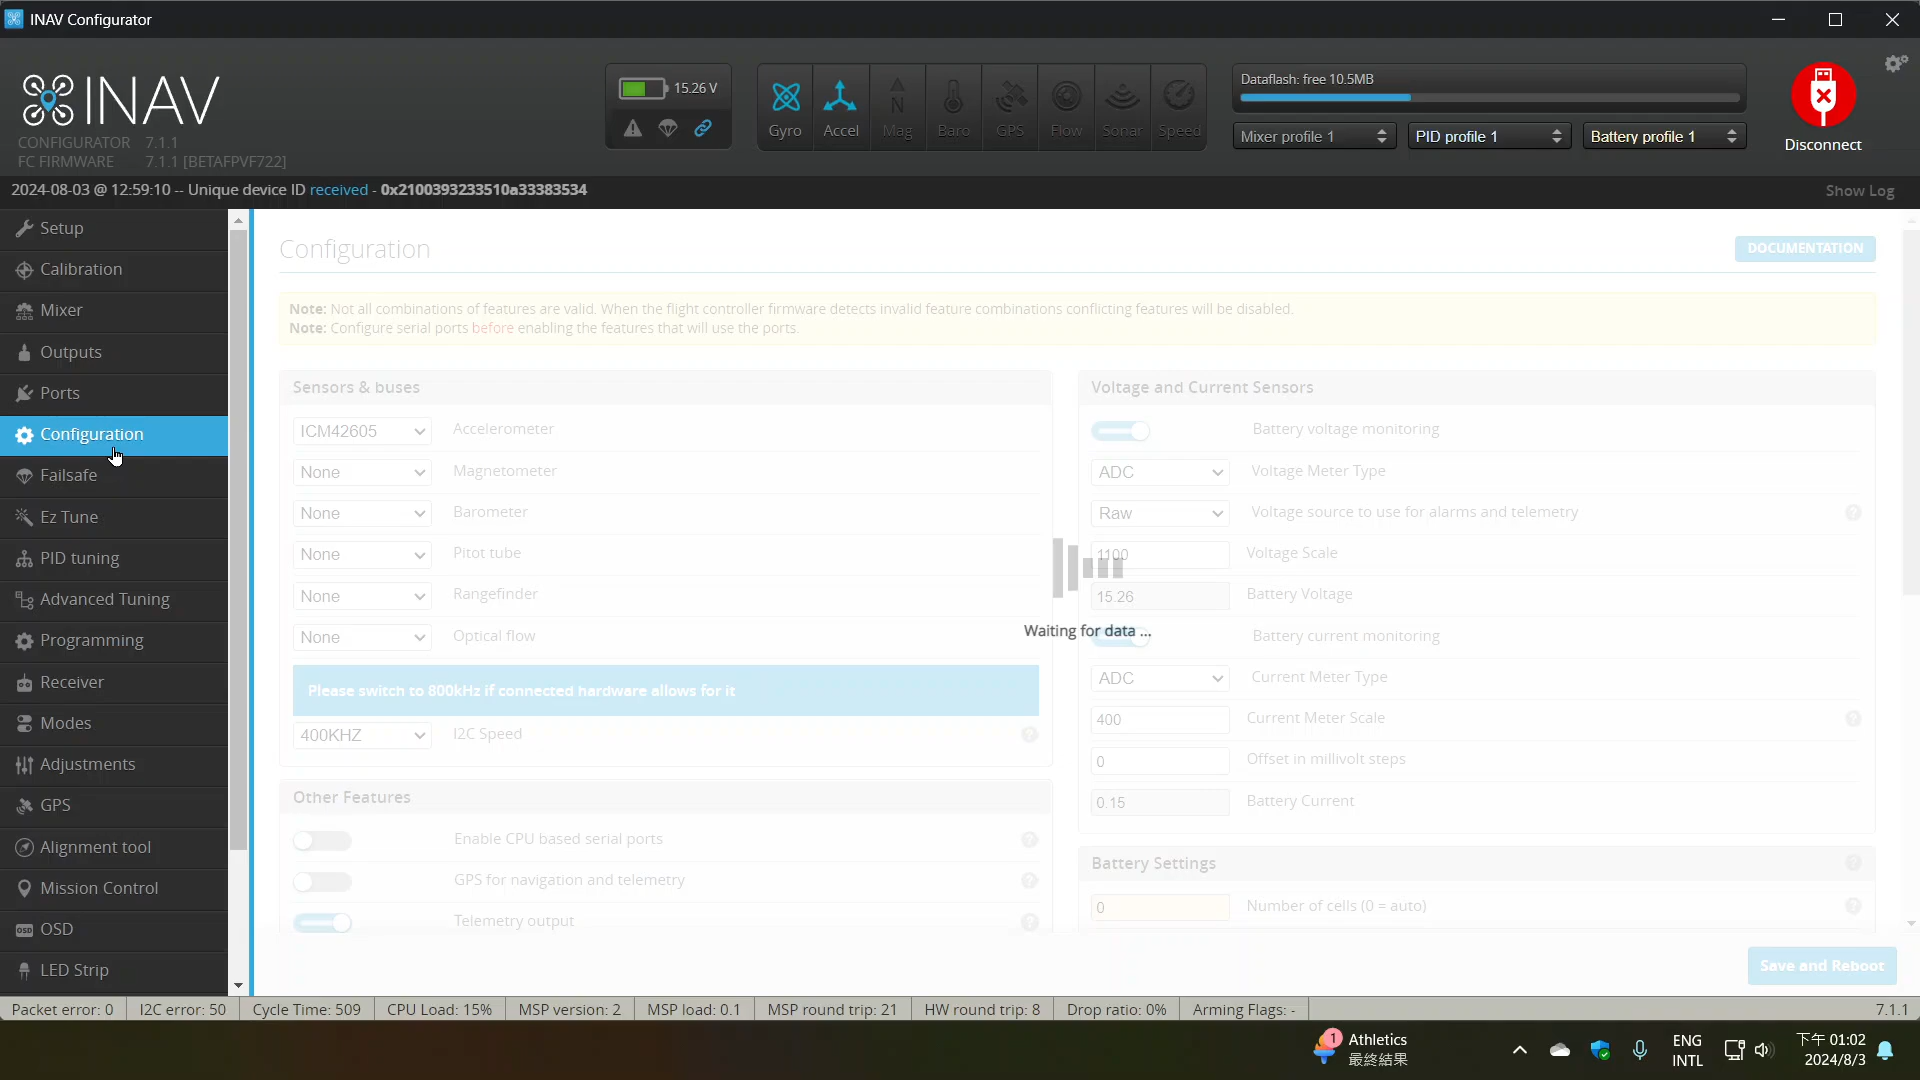 INAV Configurator
INAV
CONFIGURATOR 7.1.1
FC FIRMWARE 7.1.1 [BETAFPVF722]
15.26 V
Gyro
Accel
Mag
Baro
GPS
Flow
Sonar
Speed
Dataflash: free 10.5MB
Mixer profile 1
PID profile 1
Battery profile 1
Disconnect
2024-08-03 @ 12:59:10 -- Unique device ID received - 0x2100393233510a33383534
Show Log
Setup
Calibration
Mixer
Outputs
Ports
Configuration
Failsafe
Ez Tune
PID tuning
Advanced Tuning
Programming
Receiver
Modes
Adjustments
GPS
Alignment tool
Mission Control
OSD
LED Strip
Configuration
DOCUMENTATION
Note: Not all combinations of features are valid. When the flight controller firmware detects invalid feature combinations conflicting features will be disabled.
Note: Configure serial ports before enabling the features that will use the ports.
Sensors & buses
ICM42605 Accelerometer
None Magnetometer
None Barometer
None Pitot tube
None Rangefinder
None Optical flow
Please switch to 800kHz if connected hardware allows for it
400KHZ I2C Speed
Other Features
Enable CPU based serial ports
GPS for navigation and telemetry
Telemetry output
Waiting for data ...
Voltage and Current Sensors
Battery voltage monitoring
ADC Voltage Meter Type
Raw Voltage source to use for alarms and telemetry
1100 Voltage Scale
15.26 Battery Voltage
Battery current monitoring
ADC Current Meter Type
400 Current Meter Scale
0 Offset in millivolt steps
0.15 Battery Current
Battery Settings
0 Number of cells (0 = auto)
Save and Reboot
Packet error: 0
I2C error: 50
Cycle Time: 509
CPU Load: 15%
MSP version: 2
MSP load: 0.1
MSP round trip: 21
HW round trip: 8
Drop ratio: 0%
Arming Flags: -
7.1.1
1
Athletics
最終結果
ENG
INTL
下午 01:02
2024/8/3